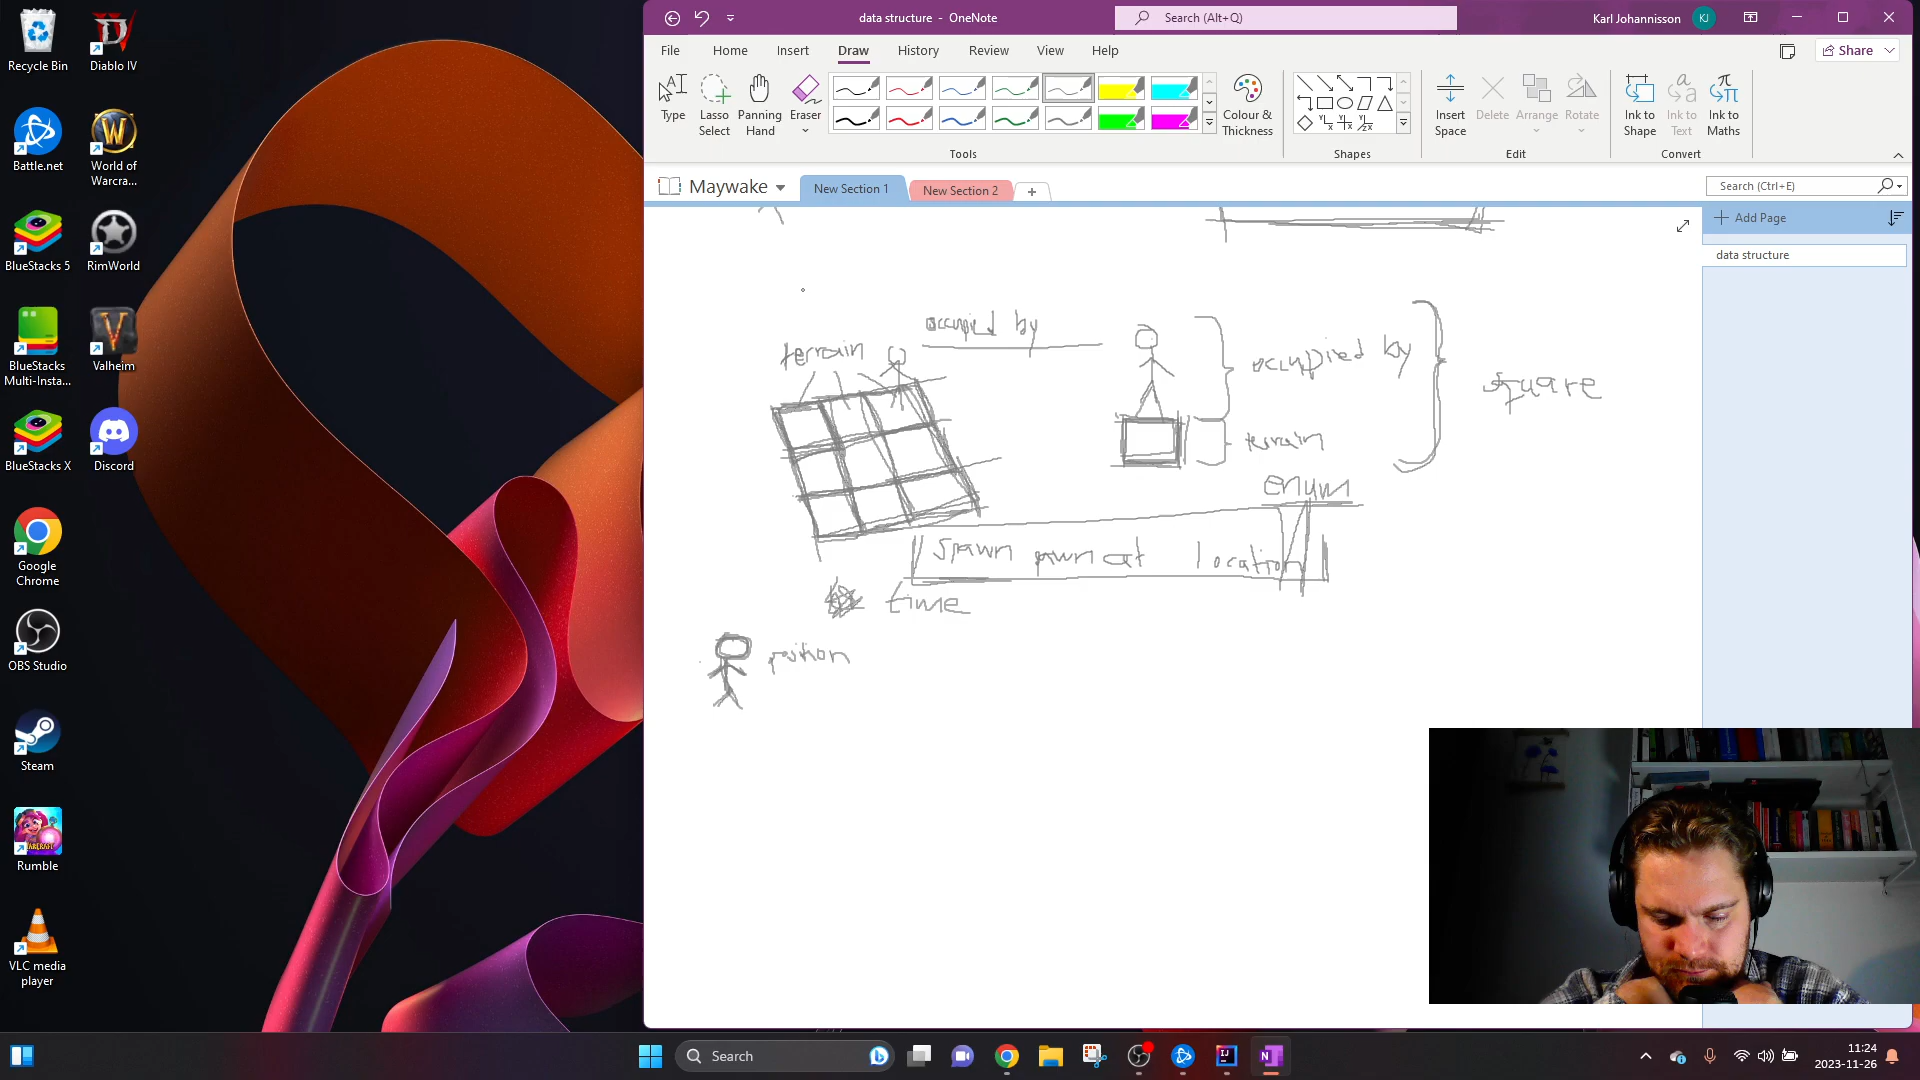 Recycle Bin
Diablo IV
Battle.net
World of
Warcra...
BlueStacks 5
RimWorld
BlueStacks
Multi-Insta...
Valheim
BlueStacks X
Discord
Google
Chrome
OBS Studio
Steam
Rumble
VLC media
player
data structure - OneNote
Search (Alt+Q)
Karl Johannisson
KJ
File Home Insert Draw History Review View Help
Share
Type
Lasso
Select
Panning
Hand
Eraser
Colour &
Thickness
Insert
Space
Delete
Arrange
Rotate
Ink to
Shape
Ink to
Text
Ink to
Maths
Tools
Shapes
Edit
Convert
Maywake
New Section 1
New Section 2
Search (Ctrl+E)
Add Page
data structure
occupied by
terrain
occupied by
square
terrain
enum
spawn pawn at location
time
position
Search
11:24
2023-11-26